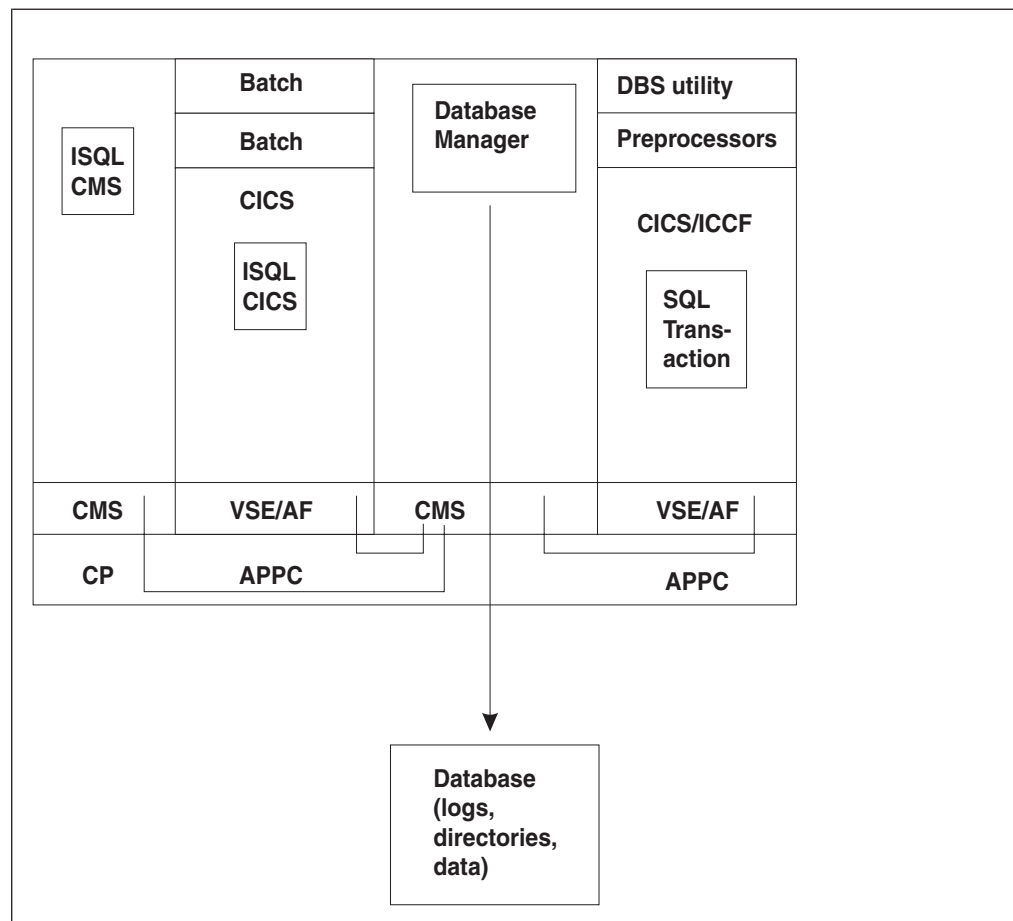 ISQL
CMS
Batch
Batch
CICS
ISQL
CICS
Database
Manager
DBS utility
Preprocessors
CICS/ICCF
SQL
Trans-
action
CMS
VSE/AF
CMS
VSE/AF
CP
APPC
APPC
Database
(logs,
directories,
data)